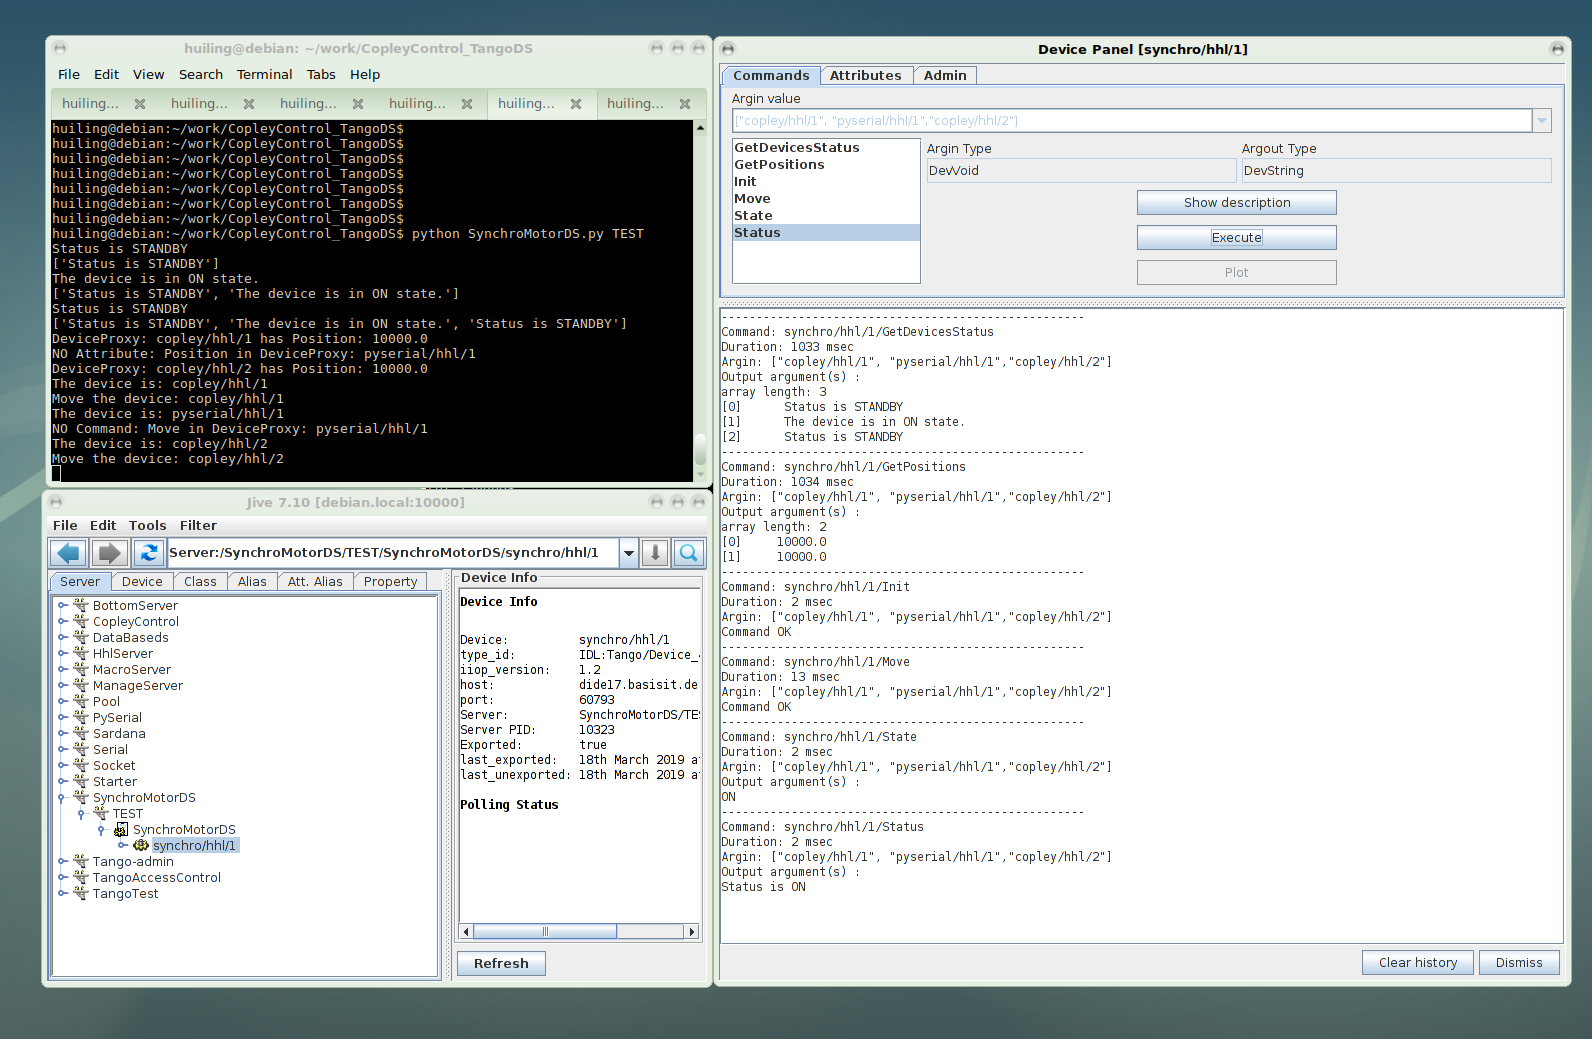 huiling@debian: ~/work/CopleyControl_TangoDS
File Edit View Search Terminal Tabs Help
huiling... huiling... huiling... huiling... huiling... huiling...
huiling@debian:~/work/CopleyControl_TangoDS$
huiling@debian:~/work/CopleyControl_TangoDS$
huiling@debian:~/work/CopleyControl_TangoDS$
huiling@debian:~/work/CopleyControl_TangoDS$
huiling@debian:~/work/CopleyControl_TangoDS$
huiling@debian:~/work/CopleyControl_TangoDS$
huiling@debian:~/work/CopleyControl_TangoDS$
huiling@debian:~/work/CopleyControl_TangoDS$ python SynchroMotorDS.py TEST
Status is STANDBY
['Status is STANDBY']
The device is in ON state.
['Status is STANDBY', 'The device is in ON state.']
Status is STANDBY
['Status is STANDBY', 'The device is in ON state.', 'Status is STANDBY']
DeviceProxy: copley/hhl/1 has Position: 10000.0
NO Attribute: Position in DeviceProxy: pyserial/hhl/1
DeviceProxy: copley/hhl/2 has Position: 10000.0
The device is: copley/hhl/1
Move the device: copley/hhl/1
The device is: pyserial/hhl/1
NO Command: Move in DeviceProxy: pyserial/hhl/1
The device is: copley/hhl/2
Move the device: copley/hhl/2
Jive 7.10 [debian.local:10000]
File Edit Tools Filter
Server:/SynchroMotorDS/TEST/SynchroMotorDS/synchro/hhl/1
Server Device Class Alias Att. Alias Property
BottomServer
CopleyControl
DataBaseds
HhlServer
MacroServer
ManageServer
Pool
PySerial
Sardana
Serial
Socket
Starter
SynchroMotorDS
TEST
SynchroMotorDS
synchro/hhl/1
Tango-admin
TangoAccessControl
TangoTest
Device Info
Device Info
Device: synchro/hhl/1
type_id: IDL:Tango/Device_
iiop_version: 1.2
host: dide17.basisit.de
port: 60793
Server: SynchroMotorDS/TE
Server PID: 10323
Exported: true
last_exported: 18th March 2019 a
last_unexported: 18th March 2019 a
Polling Status
Refresh
Device Panel [synchro/hhl/1]
Commands Attributes Admin
Argin value
["copley/hhl/1", "pyserial/hhl/1","copley/hhl/2"]
GetDevicesStatus
GetPositions
Init
Move
State
Status
Argin Type Argout Type
DevVoid DevString
Show description
Execute
Plot
----------------------------------------------------
Command: synchro/hhl/1/GetDevicesStatus
Duration: 1033 msec
Argin: ["copley/hhl/1", "pyserial/hhl/1","copley/hhl/2"]
Output argument(s) :
array length: 3
[0] Status is STANDBY
[1] The device is in ON state.
[2] Status is STANDBY
----------------------------------------------------
Command: synchro/hhl/1/GetPositions
Duration: 1034 msec
Argin: ["copley/hhl/1", "pyserial/hhl/1","copley/hhl/2"]
Output argument(s) :
array length: 2
[0] 10000.0
[1] 10000.0
----------------------------------------------------
Command: synchro/hhl/1/Init
Duration: 2 msec
Argin: ["copley/hhl/1", "pyserial/hhl/1","copley/hhl/2"]
Command OK
----------------------------------------------------
Command: synchro/hhl/1/Move
Duration: 13 msec
Argin: ["copley/hhl/1", "pyserial/hhl/1","copley/hhl/2"]
Command OK
----------------------------------------------------
Command: synchro/hhl/1/State
Duration: 2 msec
Argin: ["copley/hhl/1", "pyserial/hhl/1","copley/hhl/2"]
Output argument(s) :
ON
----------------------------------------------------
Command: synchro/hhl/1/Status
Duration: 2 msec
Argin: ["copley/hhl/1", "pyserial/hhl/1","copley/hhl/2"]
Output argument(s) :
Status is ON
Clear history Dismiss